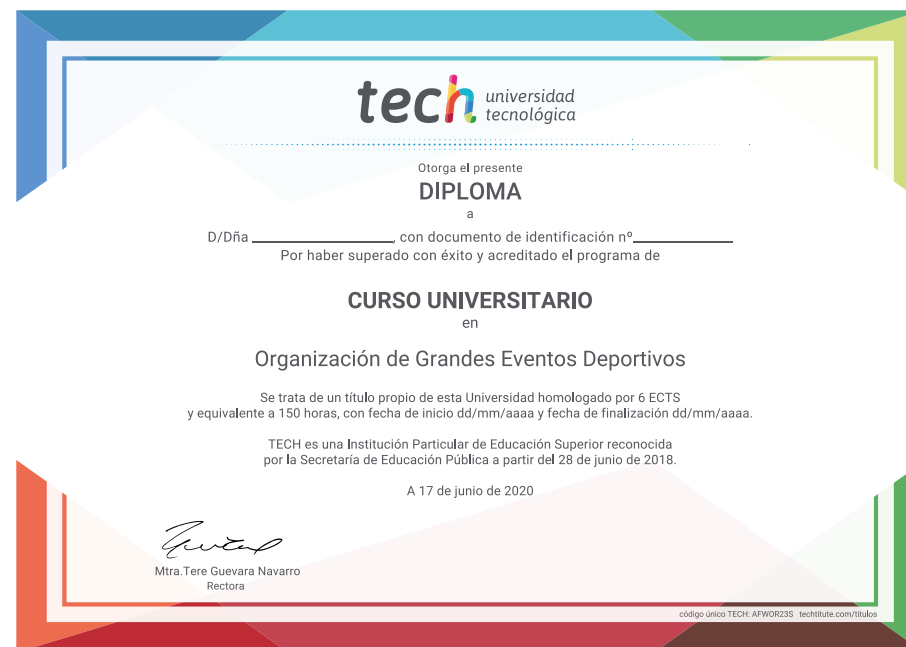 tech universidad
tecnológica
Otorga el presente
DIPLOMA
a
D/Dña ____________________, con documento de identificación nº______________
Por haber superado con éxito y acreditado el programa de
CURSO UNIVERSITARIO
en
Organización de Grandes Eventos Deportivos
Se trata de un título propio de esta Universidad homologado por 6 ECTS
y equivalente a 150 horas, con fecha de inicio dd/mm/aaaa y fecha de finalización dd/mm/aaaa.
TECH es una Institución Particular de Educación Superior reconocida
por la Secretaría de Educación Pública a partir del 28 de junio de 2018.
A 17 de junio de 2020
Mtra.Tere Guevara Navarro
Rectora
código único TECH: AFWOR23S techtitute.com/titulos